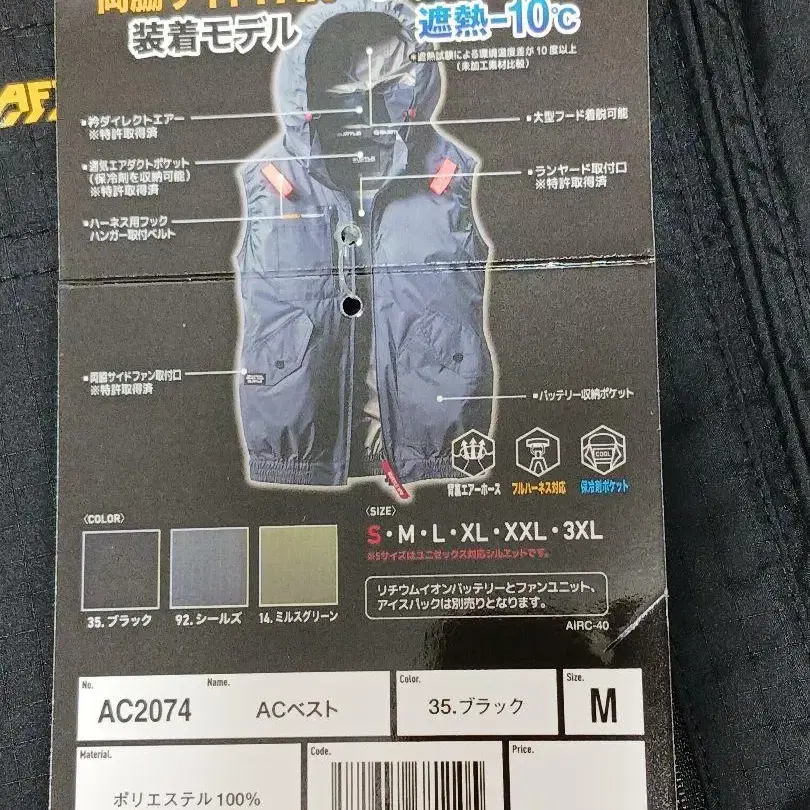 両脇サイド
装着モデル
遮熱-10℃
※遮熱試験による環境温度差が10度以上
(未加工素材比較)
AF
▪衿ダイレクトエアー
※特許取得済
▪大型フード着脱可能
▪通気エアダクトポケット
(保冷剤を収納可能)
※特許取得済
▪ランヤード取付口
※特許取得済
▪ハーネス用フック
ハンガー取付ベルト
▪両脇サイドファン取付口
※特許取得済
▪バッテリー収納ポケット
COOL
背裏エアーホース
フルハーネス対応
保冷剤ポケット
〈COLOR〉
〈SIZE〉
S・M・L・XL・XXL・3XL
※Sサイズはユニセックス対応シルエットです。
リチウムイオンバッテリーとファンユニット、
アイスパックは別売りとなります。
35.ブラック
92.シールズ
14.ミルスグリーン
AIRC-40
No.
AC2074
Name.
ACベスト
Color.
35.ブラック
Size.
M
Material.
ポリエステル100%
Code.
Price.